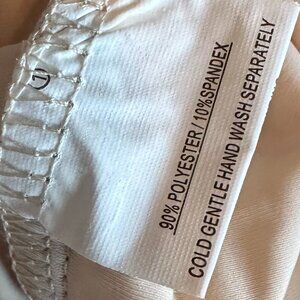 90% POLYESTER / 10%SPANDEX
COLD GENTLE HAND WASH SEPARATELY